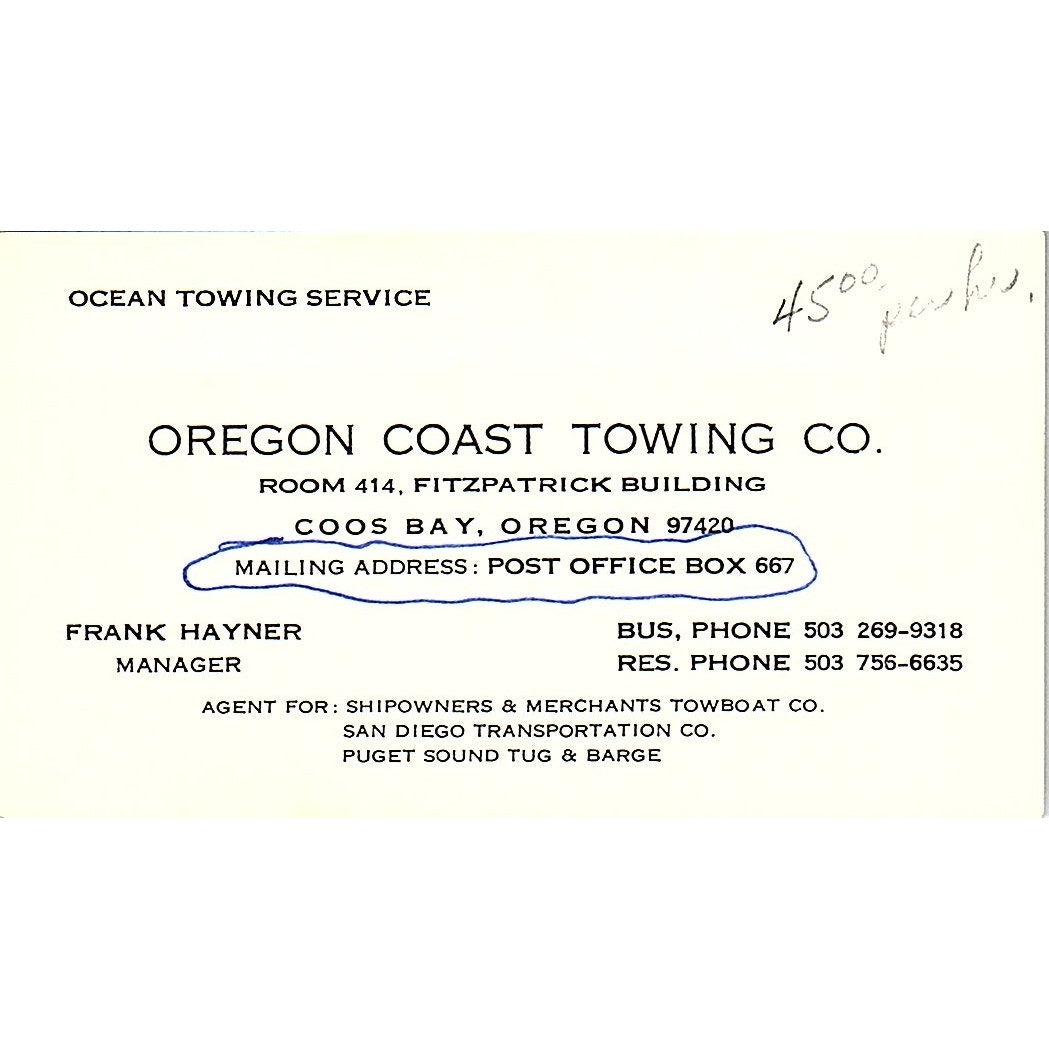 OCEAN TOWING SERVICE
45⁰⁰ per hr.
OREGON COAST TOWING CO.
ROOM 414, FITZPATRICK BUILDING
COOS BAY, OREGON 97420
MAILING ADDRESS: POST OFFICE BOX 667
FRANK HAYNER
MANAGER
BUS, PHONE 503 269-9318
RES. PHONE 503 756-6635
AGENT FOR: SHIPOWNERS & MERCHANTS TOWBOAT CO.
SAN DIEGO TRANSPORTATION CO.
PUGET SOUND TUG & BARGE